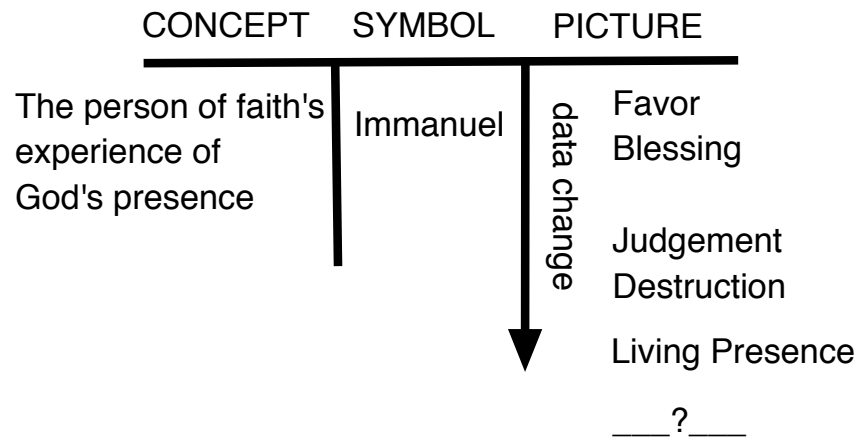 CONCEPT SYMBOL PICTURE
The person of faith's
experience of
God's presence
Immanuel
data change
Favor
Blessing
Judgement
Destruction
Living Presence
___?___